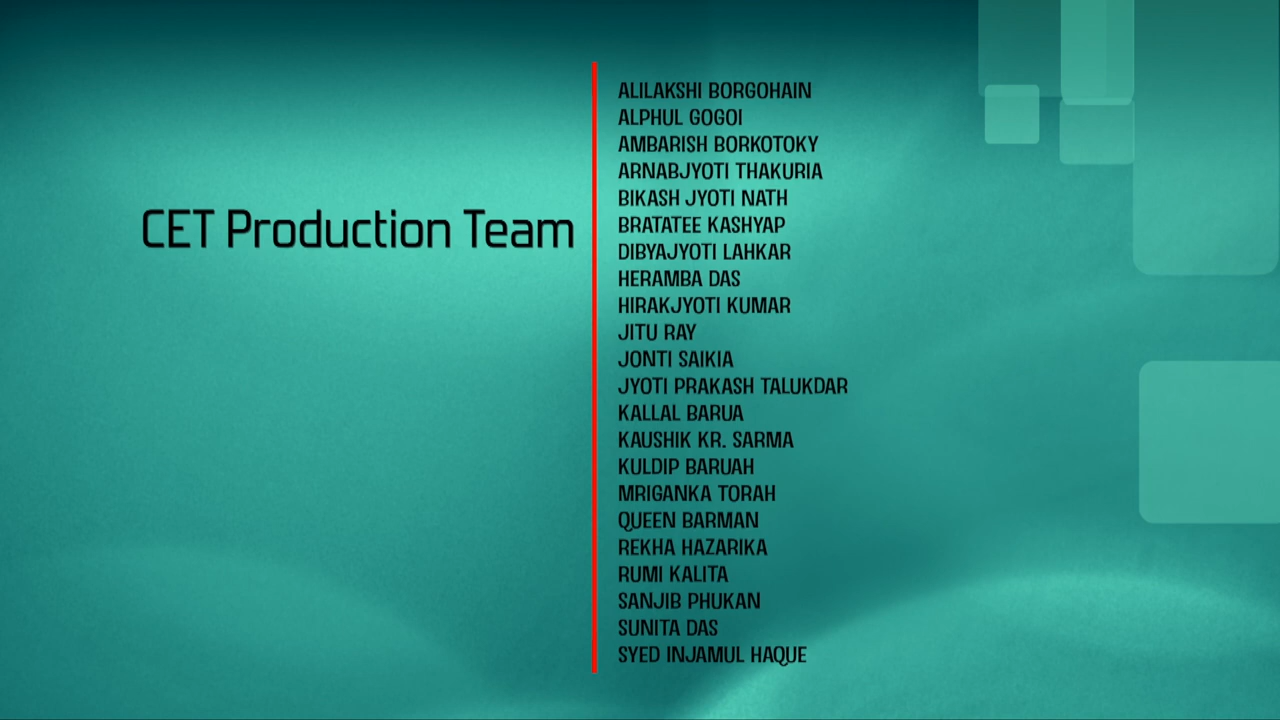 CET Production Team
ALILAKSHI BORGOHAIN
ALPHUL GOGOI
AMBARISH BORKOTOKY
ARNABJYOTI THAKURIA
BIKASH JYOTI NATH
BRATATEE KASHYAP
DIBYAJYOTI LAHKAR
HERAMBA DAS
HIRAKJYOTI KUMAR
JITU RAY
JONTI SAIKIA
JYOTI PRAKASH TALUKDAR
KALLAL BARUA
KAUSHIK KR. SARMA
KULDIP BARUAH
MRIGANKA TORAH
QUEEN BARMAN
REKHA HAZARIKA
RUMI KALITA
SANJIB PHUKAN
SUNITA DAS
SYED INJAMUL HAQUE